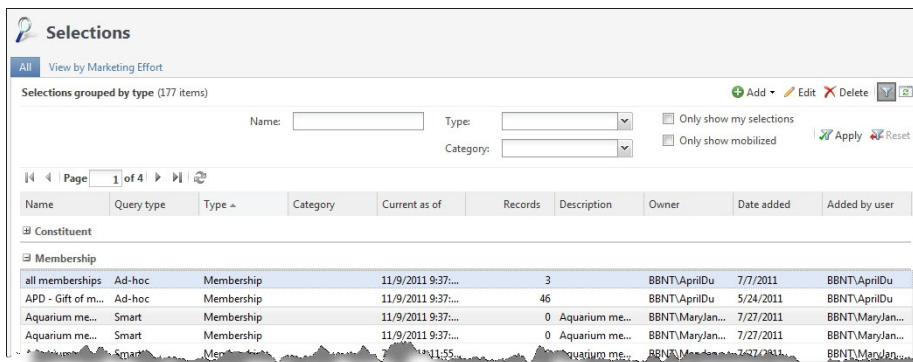 Selections
All View by Marketing Effort
Selections grouped by type (177 items) Add Edit Delete
Name: Type: Only show my selections
Category: Only show mobilized Apply Reset
Page 1 of 4
Name Query type Type Category Current as of Records Description Owner Date added Added by user
Constituent
Membership
all memberships Ad-hoc Membership 11/9/2011 9:37:... 3 BBNT\AprilDu 7/7/2011 BBNT\AprilDu
APD - Gift of m... Ad-hoc Membership 11/9/2011 9:37:... 46 BBNT\AprilDu 5/24/2011 BBNT\AprilDu
Aquarium me... Smart Membership 11/9/2011 9:37:... 0 Aquarium me... BBNT\MaryJan... 7/27/2011 BBNT\MaryJan...
Aquarium me... Smart Membership 11/9/2011 9:37:... 0 Aquarium me... BBNT\MaryJan... 7/27/2011 BBNT\MaryJan...